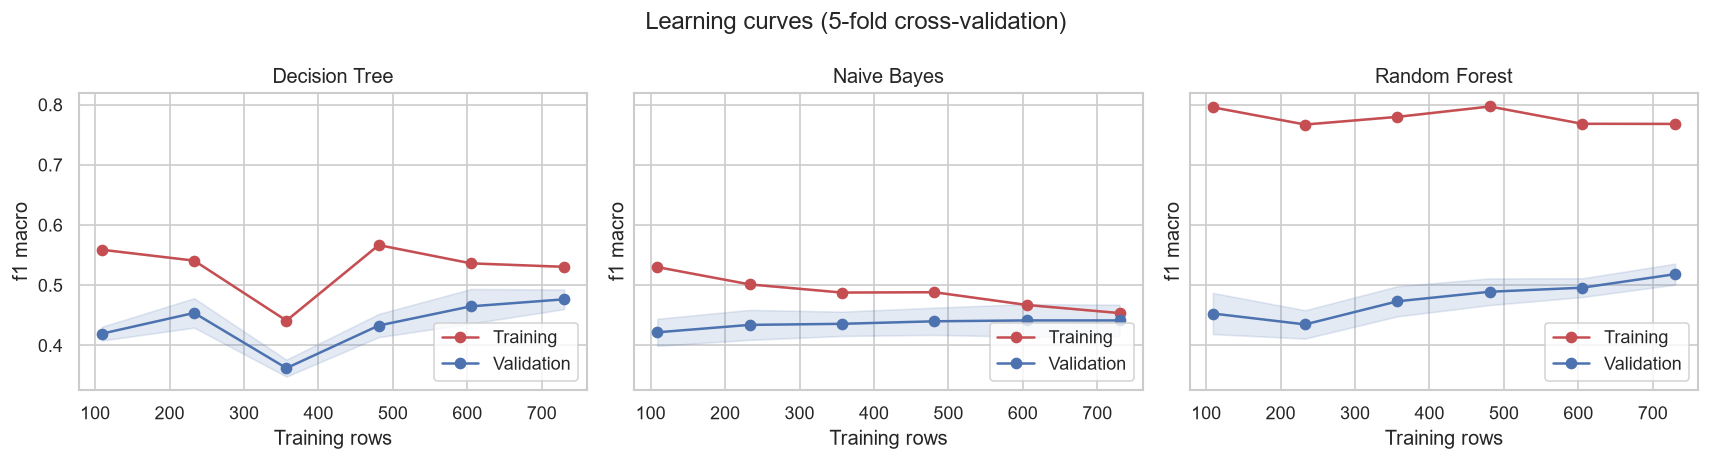 Learning curves (5-fold cross-validation)
Decision Tree
f1 macro
0.8
0.7
0.6
0.5
0.4
100 200 300 400 500 600 700
Training rows
Training
Validation
Naive Bayes
f1 macro
100 200 300 400 500 600 700
Training rows
Training
Validation
Random Forest
f1 macro
100 200 300 400 500 600 700
Training rows
Training
Validation